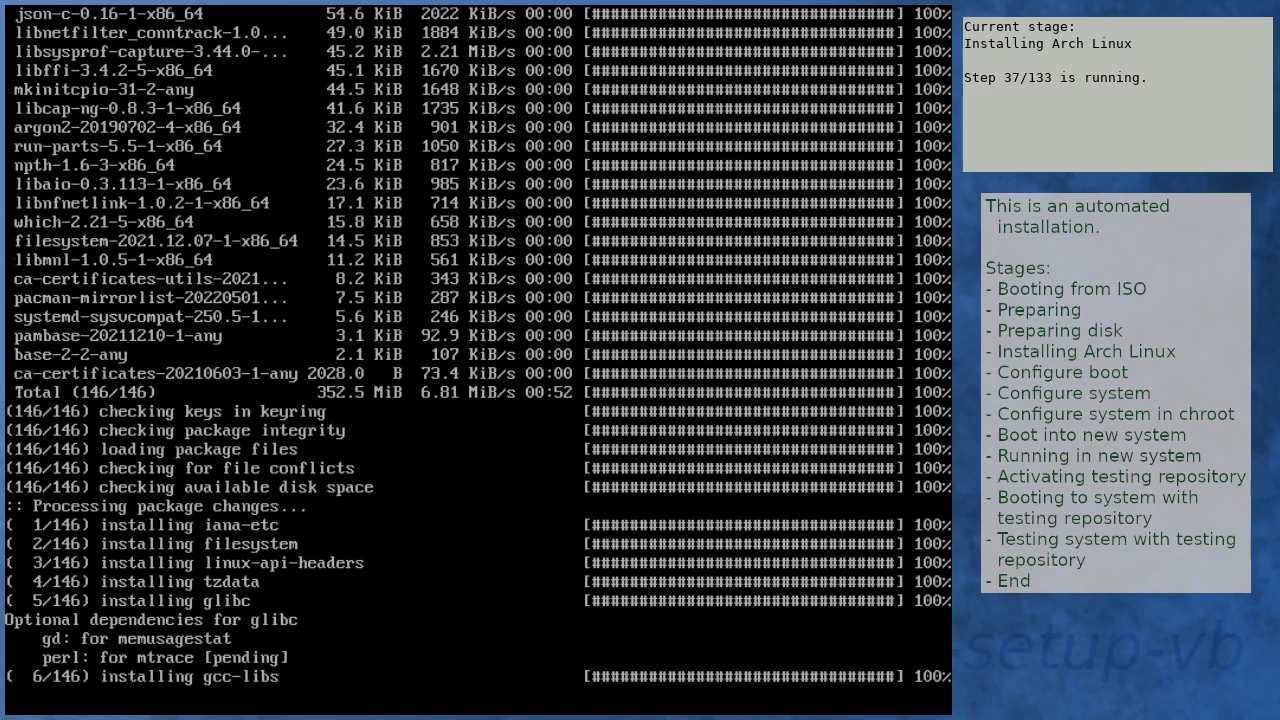 json-c-0.16-1-x86_64 54.6 KiB 2022 KiB/s 00:00 [################################] 100%
libnetfilter_conntrack-1.0... 49.0 KiB 1884 KiB/s 00:00 [################################] 100%
libsysprof-capture-3.44.0-... 45.2 KiB 2.21 MiB/s 00:00 [################################] 100%
libffi-3.4.2-5-x86_64 45.1 KiB 1670 KiB/s 00:00 [################################] 100%
mkinitcpio-31-2-any 44.5 KiB 1648 KiB/s 00:00 [################################] 100%
libcap-ng-0.8.3-1-x86_64 41.6 KiB 1735 KiB/s 00:00 [################################] 100%
argon2-20190702-4-x86_64 32.4 KiB 901 KiB/s 00:00 [################################] 100%
run-parts-5.5-1-x86_64 27.3 KiB 1050 KiB/s 00:00 [################################] 100%
npth-1.6-3-x86_64 24.5 KiB 817 KiB/s 00:00 [################################] 100%
libaio-0.3.113-1-x86_64 23.6 KiB 985 KiB/s 00:00 [################################] 100%
libnfnetlink-1.0.2-1-x86_64 17.1 KiB 714 KiB/s 00:00 [################################] 100%
which-2.21-5-x86_64 15.8 KiB 658 KiB/s 00:00 [################################] 100%
filesystem-2021.12.07-1-x86_64 14.5 KiB 853 KiB/s 00:00 [################################] 100%
libmnl-1.0.5-1-x86_64 11.2 KiB 561 KiB/s 00:00 [################################] 100%
ca-certificates-utils-2021... 8.2 KiB 343 KiB/s 00:00 [################################] 100%
pacman-mirrorlist-20220501... 7.5 KiB 287 KiB/s 00:00 [################################] 100%
systemd-sysvcompat-250.5-1... 5.6 KiB 246 KiB/s 00:00 [################################] 100%
pambase-20211210-1-any 3.1 KiB 92.9 KiB/s 00:00 [################################] 100%
base-2-2-any 2.1 KiB 107 KiB/s 00:00 [################################] 100%
ca-certificates-20210603-1-any 2028.0 B 73.4 KiB/s 00:00 [################################] 100%
Total (146/146) 352.5 MiB 6.81 MiB/s 00:52 [################################] 100%
(146/146) checking keys in keyring [################################] 100%
(146/146) checking package integrity [################################] 100%
(146/146) loading package files [################################] 100%
(146/146) checking for file conflicts [################################] 100%
(146/146) checking available disk space [################################] 100%
:: Processing package changes...
( 1/146) installing iana-etc [################################] 100%
( 2/146) installing filesystem [################################] 100%
( 3/146) installing linux-api-headers [################################] 100%
( 4/146) installing tzdata [################################] 100%
( 5/146) installing glibc [################################] 100%
Optional dependencies for glibc
gd: for memusagestat
perl: for mtrace [pending]
( 6/146) installing gcc-libs [################################] 100%
Current stage:
Installing Arch Linux
Step 37/133 is running.
This is an automated
installation.
Stages:
- Booting from ISO
- Preparing
- Preparing disk
- Installing Arch Linux
- Configure boot
- Configure system
- Configure system in chroot
- Boot into new system
- Running in new system
- Activating testing repository
- Booting to system with
testing repository
- Testing system with testing
repository
- End
setup-vb